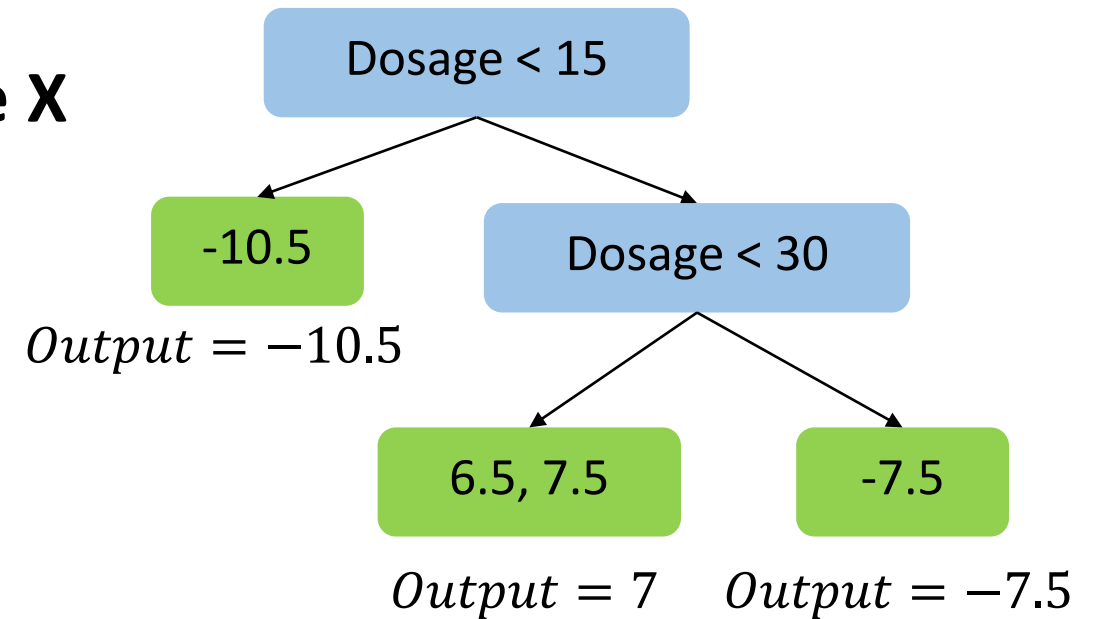 Dosage < 15
e X
-10.5
Dosage < 30
Output = −10.5
6.5, 7.5
-7.5
Output = 7
Output = −7.5